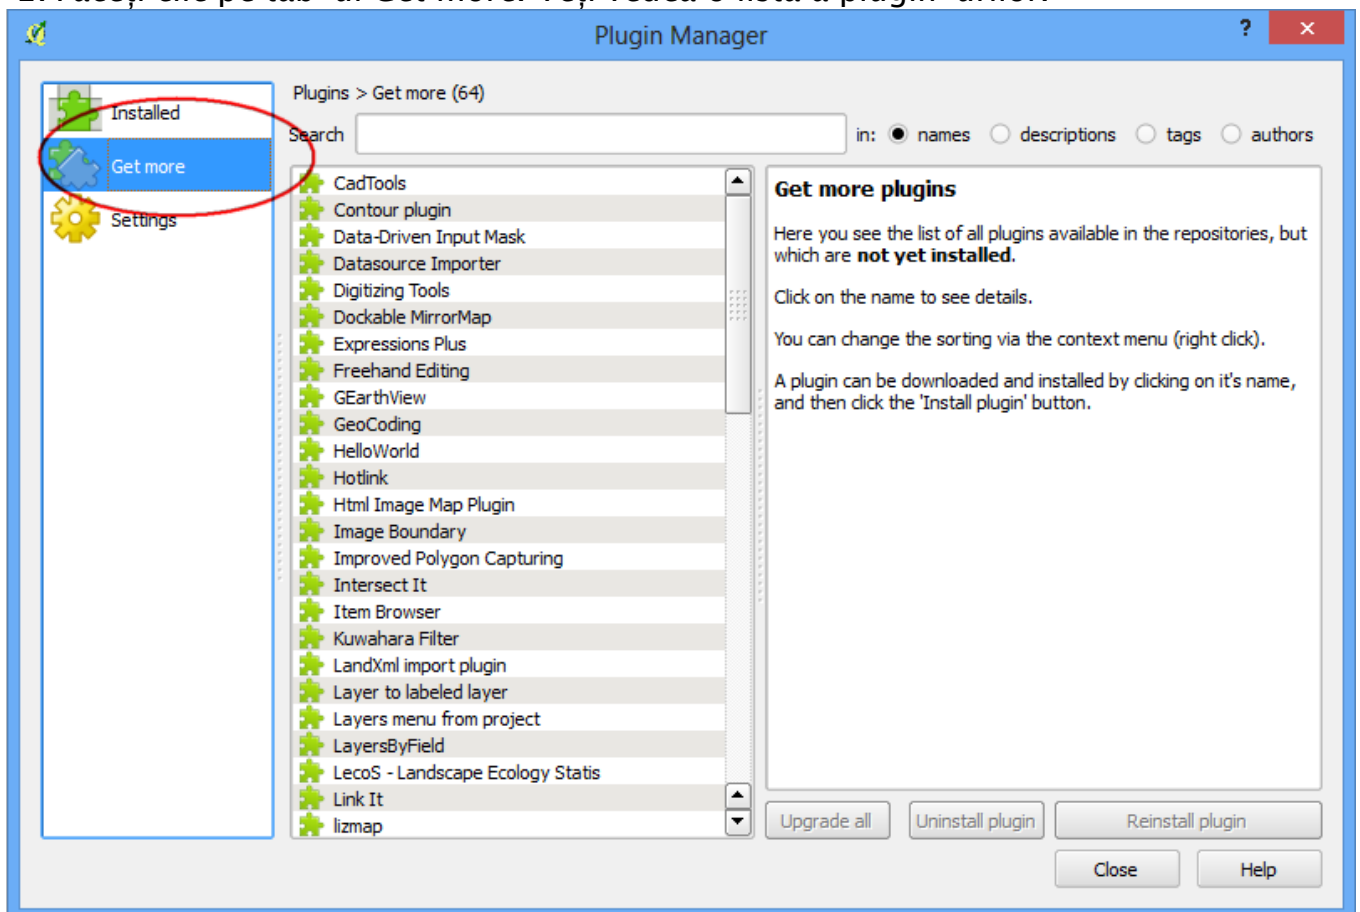 Plugin Manager
?
Installed
Get more
Settings
Plugins > Get more (64)
Search
in: names descriptions tags authors
CadTools
Contour plugin
Data-Driven Input Mask
Datasource Importer
Digitizing Tools
Dockable MirrorMap
Expressions Plus
Freehand Editing
GEarthView
GeoCoding
HelloWorld
Hotlink
Html Image Map Plugin
Image Boundary
Improved Polygon Capturing
Intersect It
Item Browser
Kuwahara Filter
LandXml import plugin
Layer to labeled layer
Layers menu from project
LayersByField
LecoS - Landscape Ecology Statis
Link It
lizmap
Get more plugins
Here you see the list of all plugins available in the repositories, but
which are not yet installed.
Click on the name to see details.
You can change the sorting via the context menu (right click).
A plugin can be downloaded and installed by clicking on it's name,
and then click the 'Install plugin' button.
Upgrade all
Uninstall plugin
Reinstall plugin
Close
Help